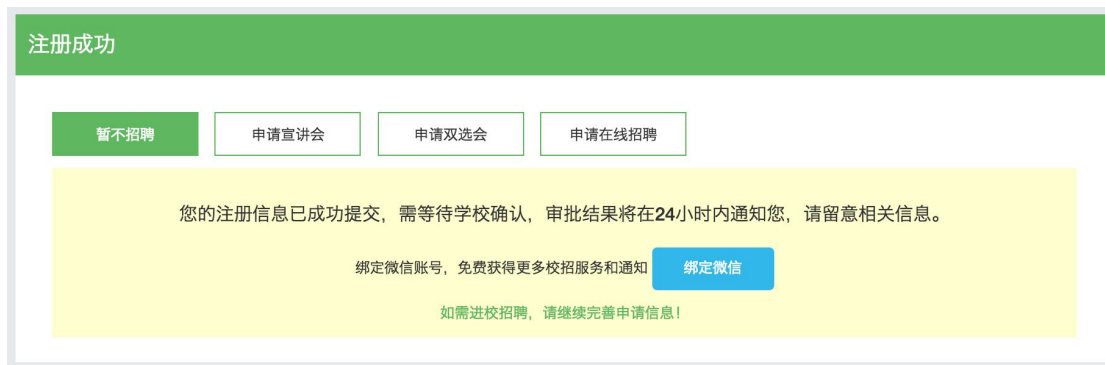 注册成功
暂不招聘 申请宣讲会 申请双选会 申请在线招聘
您的注册信息已成功提交，需等待学校确认，审批结果将在24小时内通知您，请留意相关信息。
绑定微信账号，免费获得更多校招服务和通知 绑定微信
如需进校招聘，请继续完善申请信息！